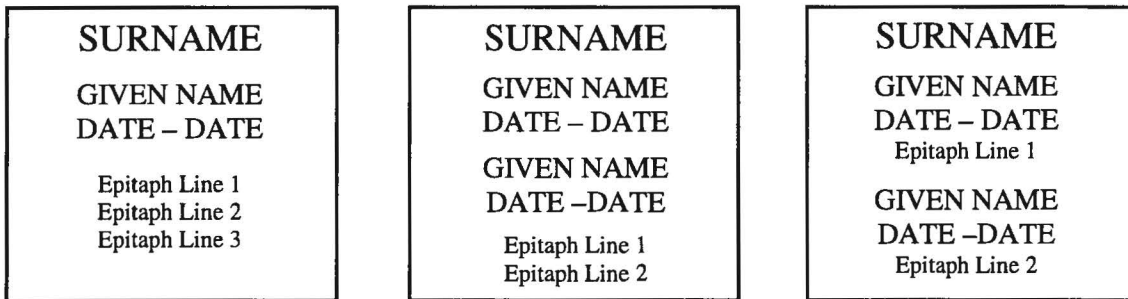 SURNAME
GIVEN NAME
DATE – DATE
Epitaph Line 1
Epitaph Line 2
Epitaph Line 3
SURNAME
GIVEN NAME
DATE – DATE
GIVEN NAME
DATE –DATE
Epitaph Line 1
Epitaph Line 2
SURNAME
GIVEN NAME
DATE – DATE
Epitaph Line 1
GIVEN NAME
DATE –DATE
Epitaph Line 2